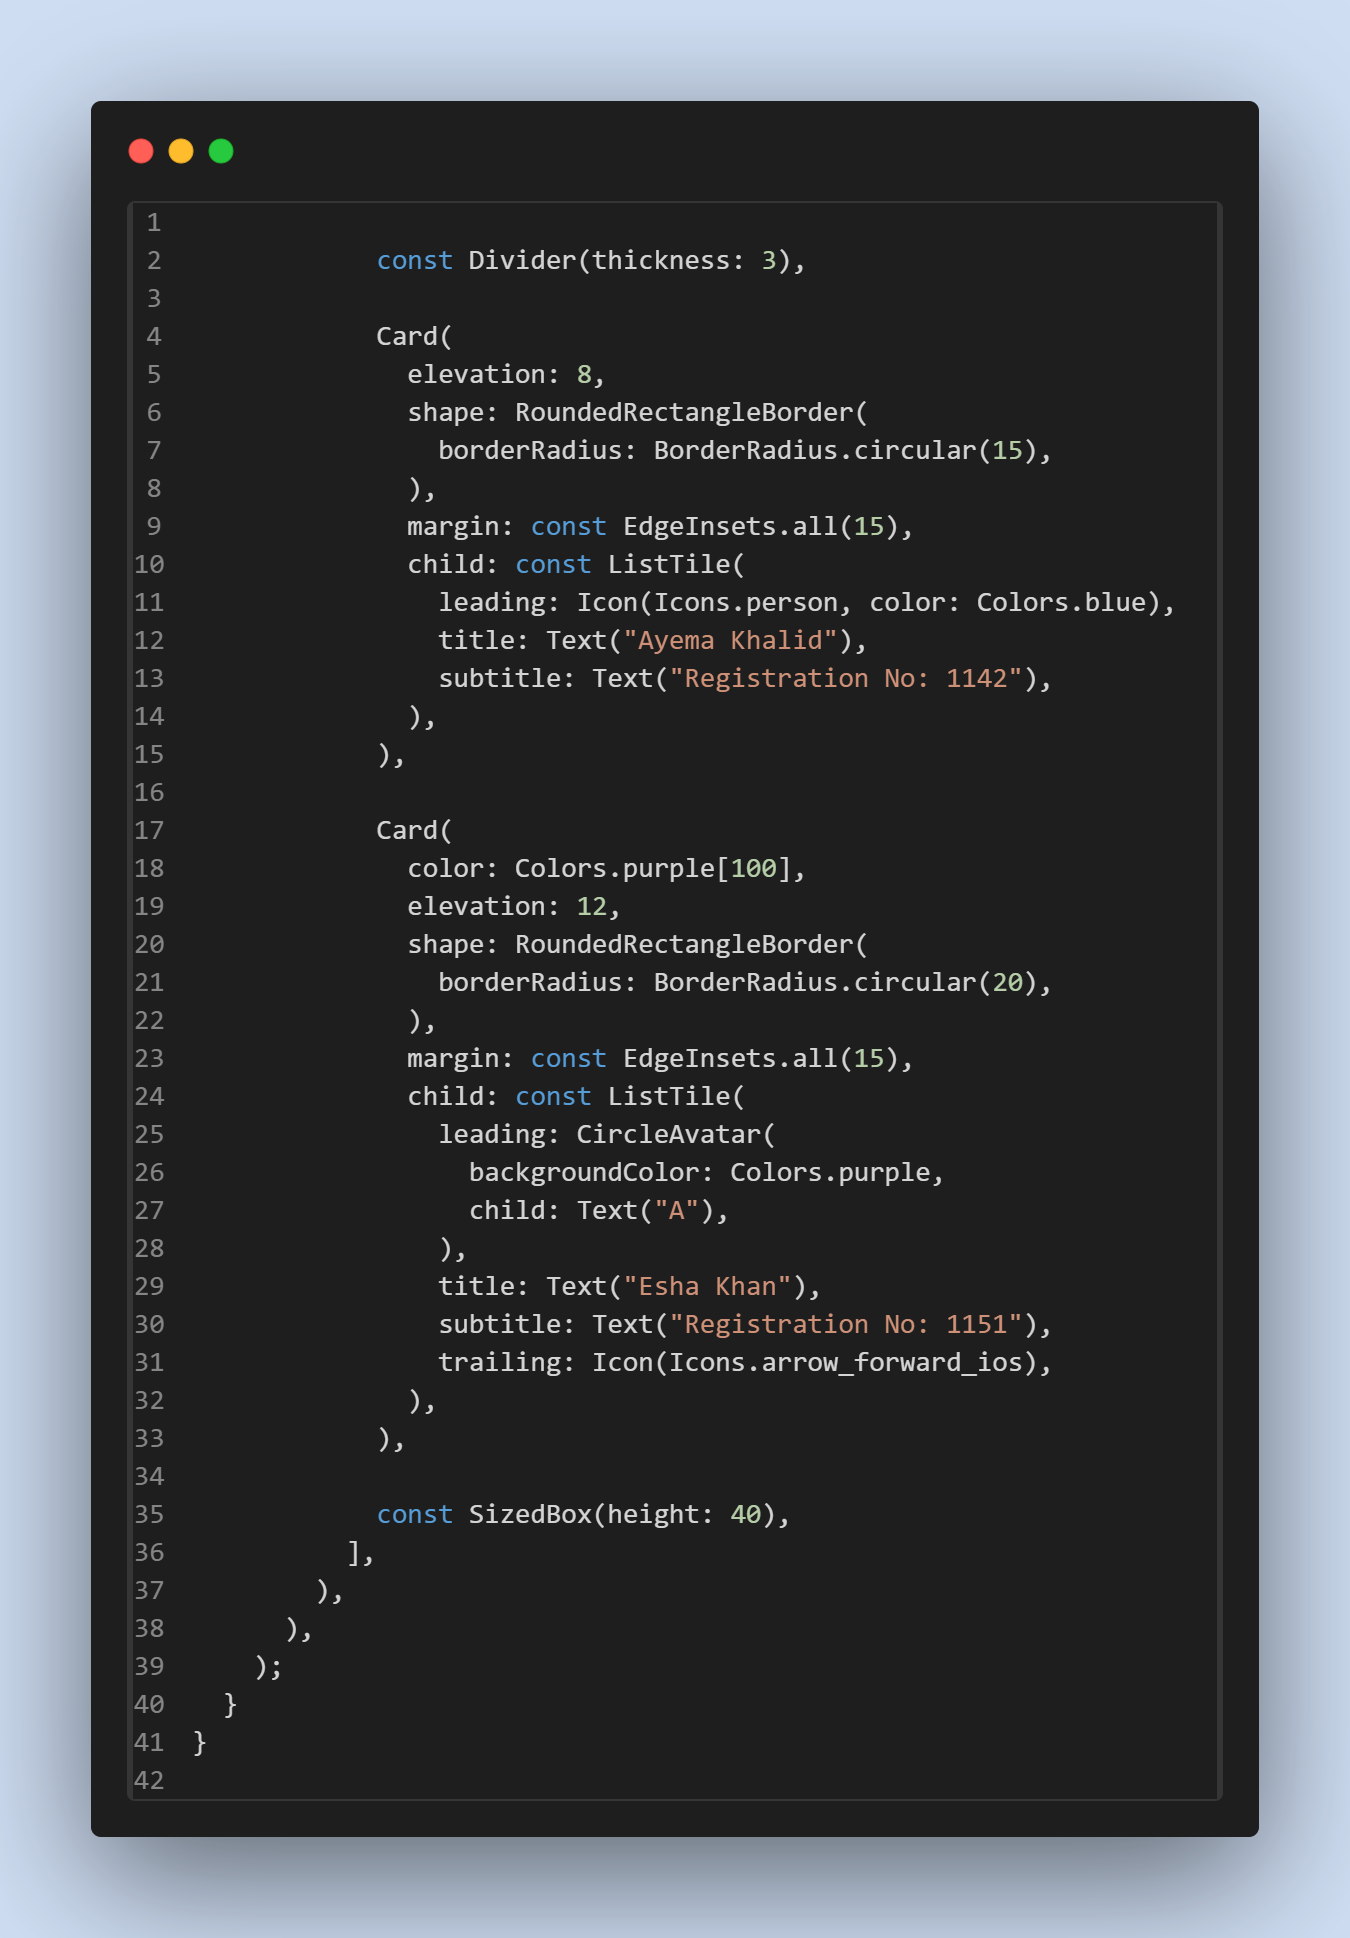 1
2              const Divider(thickness: 3),
3
4              Card(
5                elevation: 8,
6                shape: RoundedRectangleBorder(
7                  borderRadius: BorderRadius.circular(15),
8                ),
9                margin: const EdgeInsets.all(15),
10               child: const ListTile(
11                 leading: Icon(Icons.person, color: Colors.blue),
12                 title: Text("Ayema Khalid"),
13                 subtitle: Text("Registration No: 1142"),
14               ),
15             ),
16
17             Card(
18               color: Colors.purple[100],
19               elevation: 12,
20               shape: RoundedRectangleBorder(
21                 borderRadius: BorderRadius.circular(20),
22               ),
23               margin: const EdgeInsets.all(15),
24               child: const ListTile(
25                 leading: CircleAvatar(
26                   backgroundColor: Colors.purple,
27                   child: Text("A"),
28                 ),
29                 title: Text("Esha Khan"),
30                 subtitle: Text("Registration No: 1151"),
31                 trailing: Icon(Icons.arrow_forward_ios),
32               ),
33             ),
34
35             const SizedBox(height: 40),
36           ],
37         ),
38       ),
39     );
40   }
41 }
42